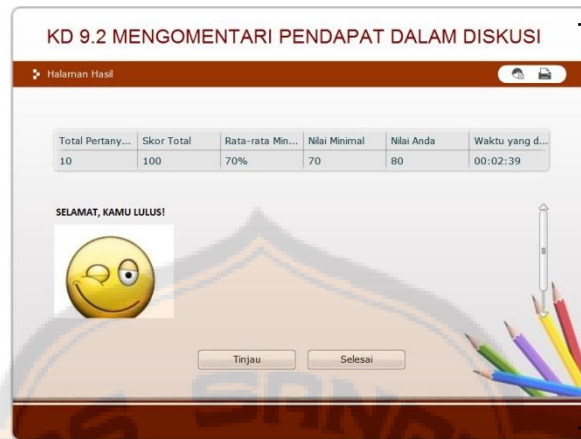 KD 9.2 MENGOMENTARI PENDAPAT DALAM DISKUSI
Halaman Hasil
Total Pertany... Skor Total Rata-rata Min... Nilai Minimal Nilai Anda Waktu yang d...
10 100 70% 70 80 00:02:39
SELAMAT, KAMU LULUS!
Tinjau Selesai